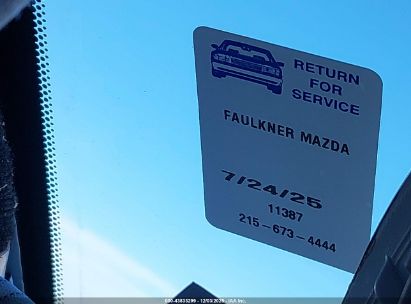 RETURN
FOR
SERVICE
FAULKNER MAZDA
7/24/25
11387
215-673-4444